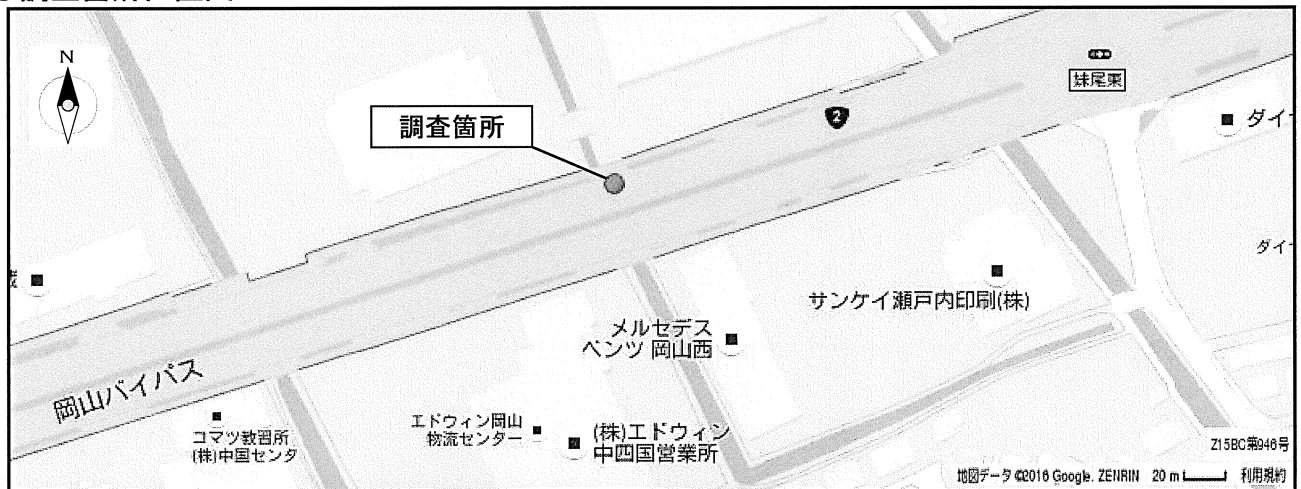 N
調査箇所
2
妹尾東
ダイ
ダイ
サンケイ瀬戸内印刷(株)
メルセデス
ベンツ 岡山西
岡山バイパス
コマツ教習所
(株)中国センタ
エドウィン岡山
物流センター
(株)エドウィン
中四国営業所
Z15BC第946号
地図データ ©2016 Google, ZENRIN 20 m 利用規約